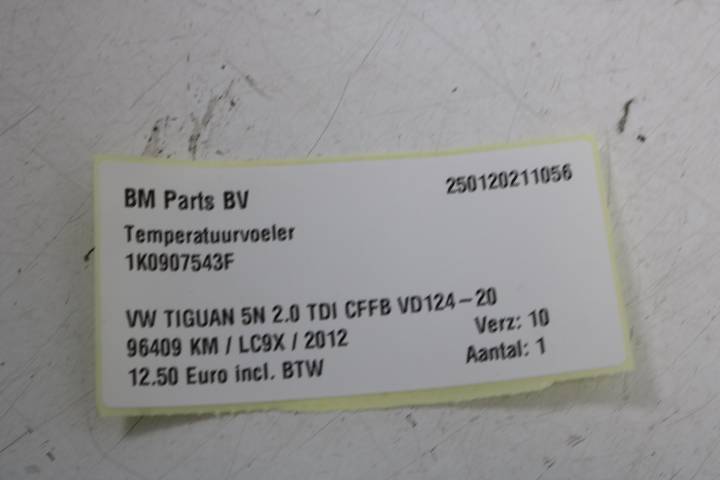 BM Parts BV 250120211056
Temperatuurvoeler
1K0907543F
VW TIGUAN 5N 2.0 TDI CFFB VD124-20
96409 KM / LC9X / 2012 Verz: 10
12.50 Euro incl. BTW Aantal: 1